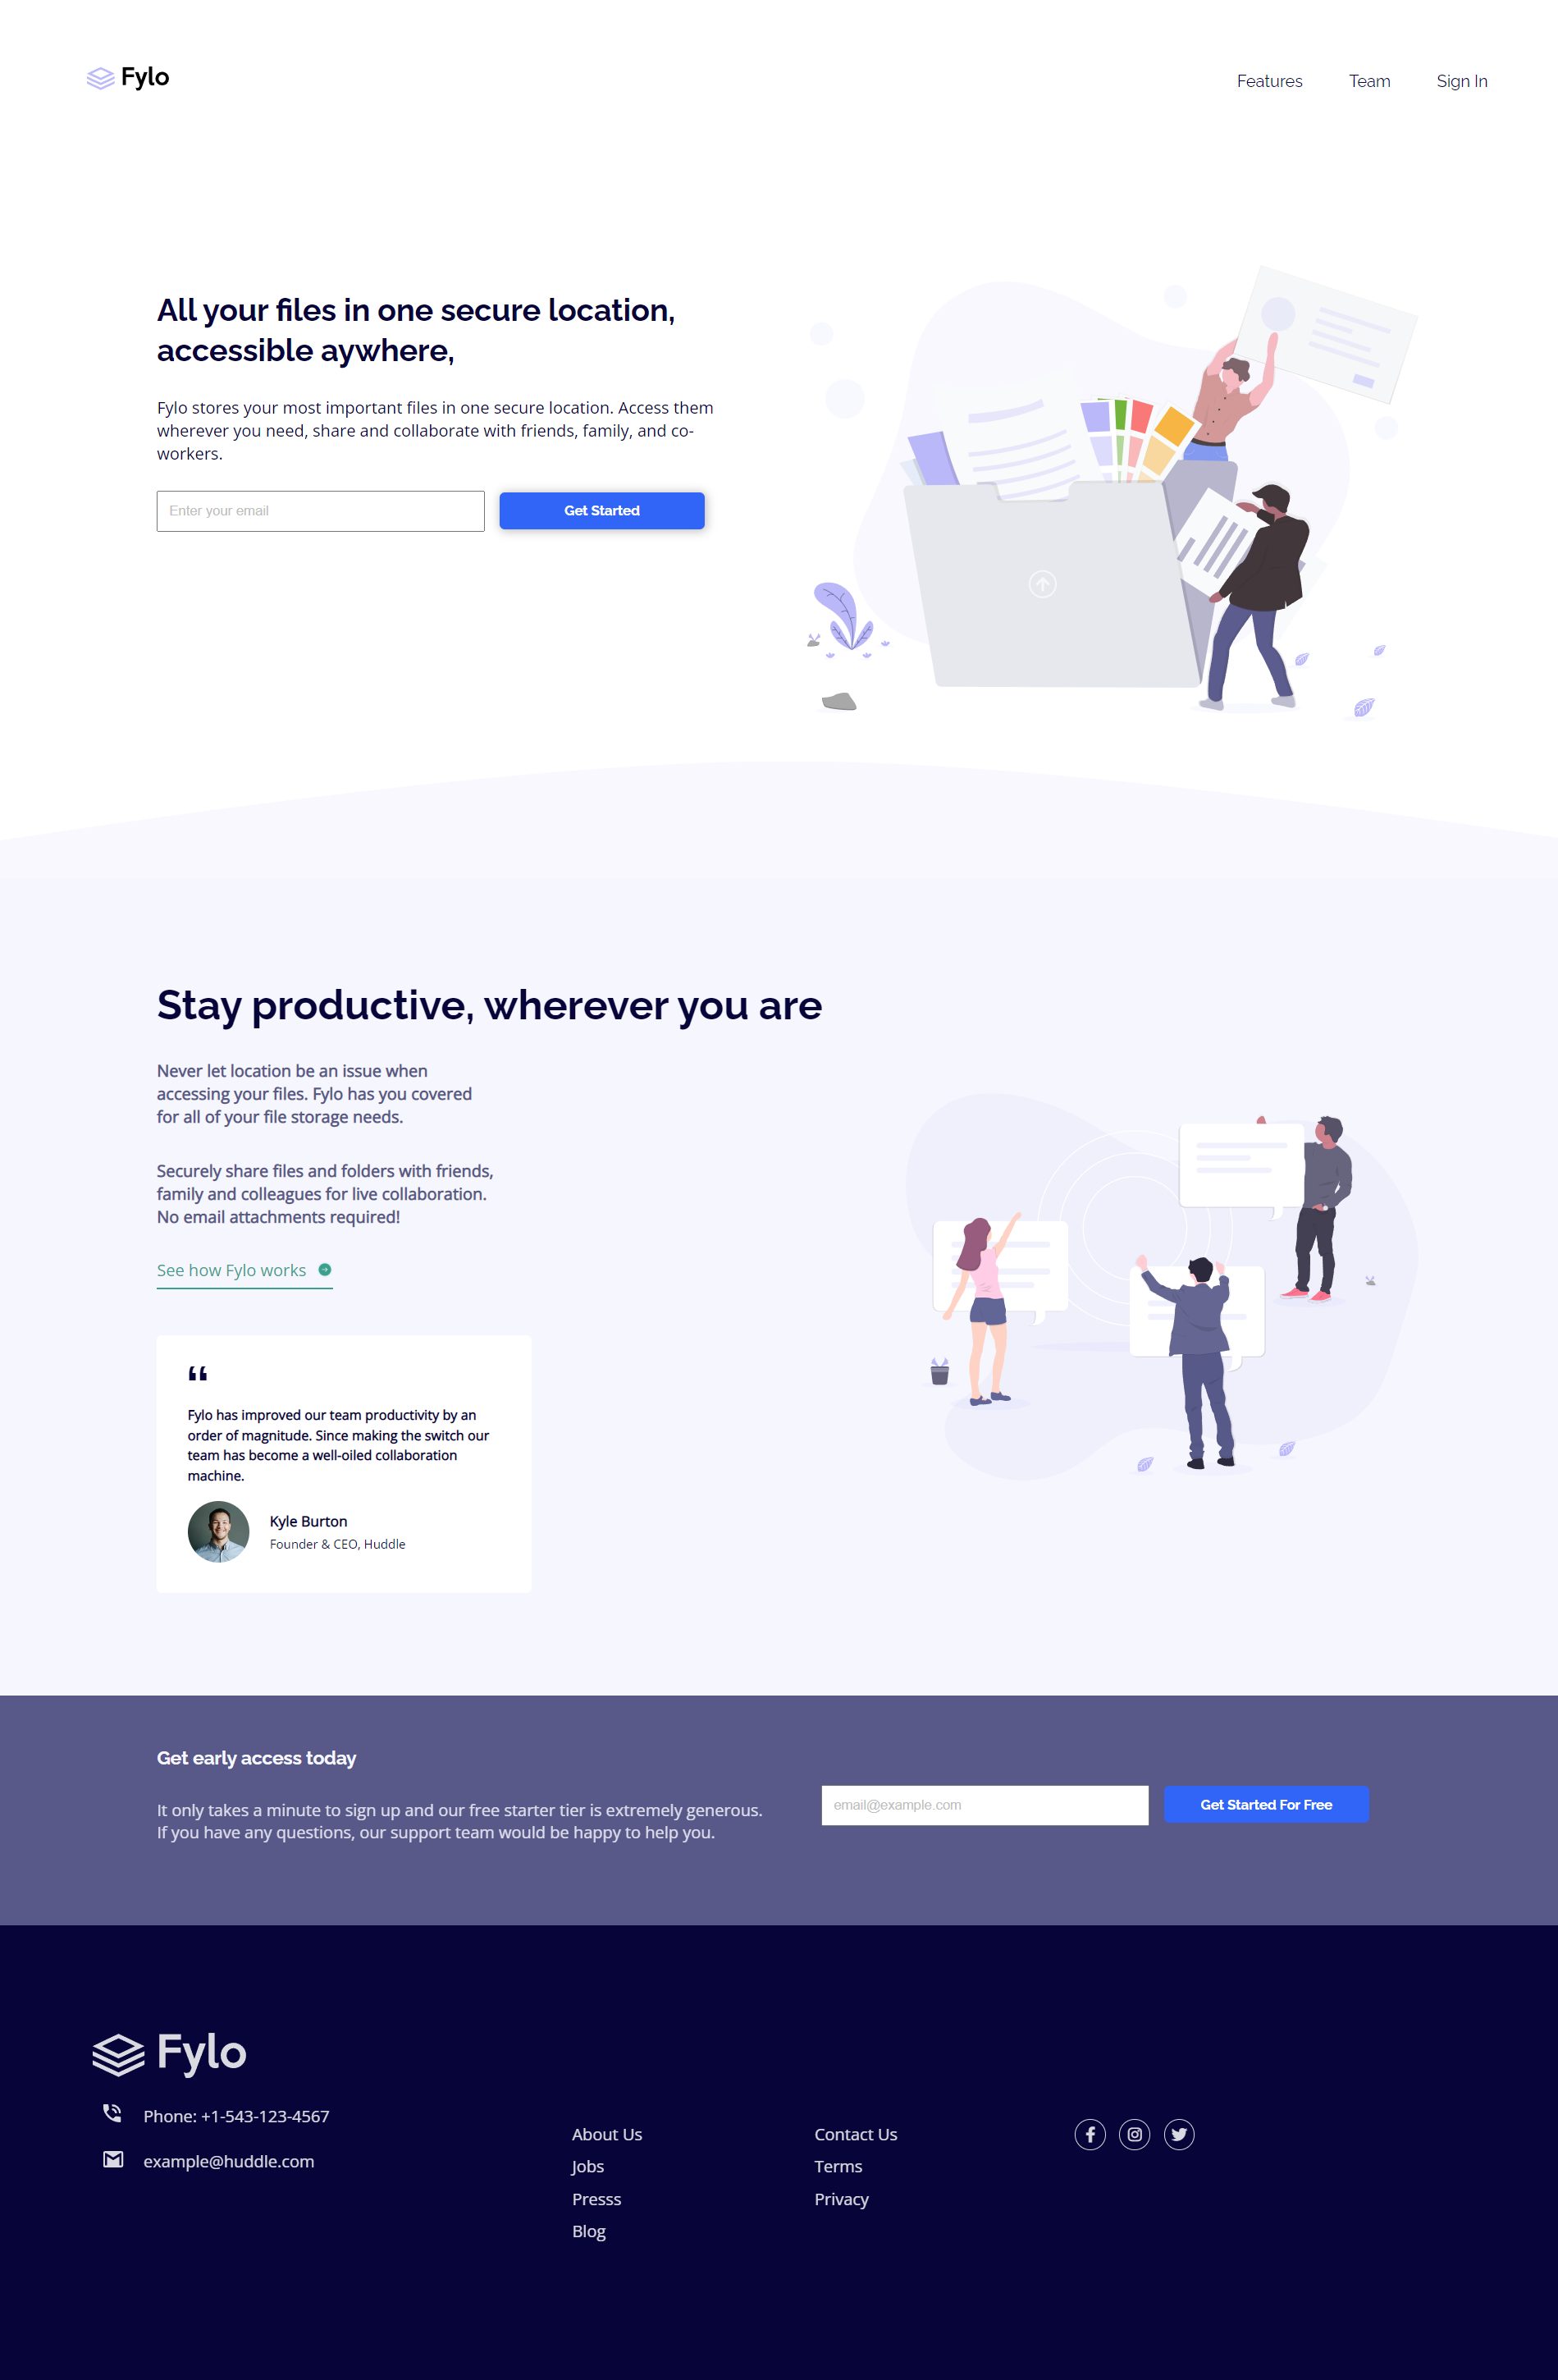 Fylo
Features
Team
Sign In
All your files in one secure location,
accessible aywhere,
Fylo stores your most important files in one secure location. Access them
wherever you need, share and collaborate with friends, family, and co-
workers.
Enter your email
Get Started
Stay productive, wherever you are
Never let location be an issue when
accessing your files. Fylo has you covered
for all of your file storage needs.
Securely share files and folders with friends,
family and colleagues for live collaboration.
No email attachments required!
See how Fylo works
“
Fylo has improved our team productivity by an
order of magnitude. Since making the switch our
team has become a well-oiled collaboration
machine.
Kyle Burton
Founder & CEO, Huddle
Get early access today
It only takes a minute to sign up and our free starter tier is extremely generous.
If you have any questions, our support team would be happy to help you.
email@example.com
Get Started For Free
Fylo
Phone: +1-543-123-4567
example@huddle.com
About Us
Jobs
Presss
Blog
Contact Us
Terms
Privacy